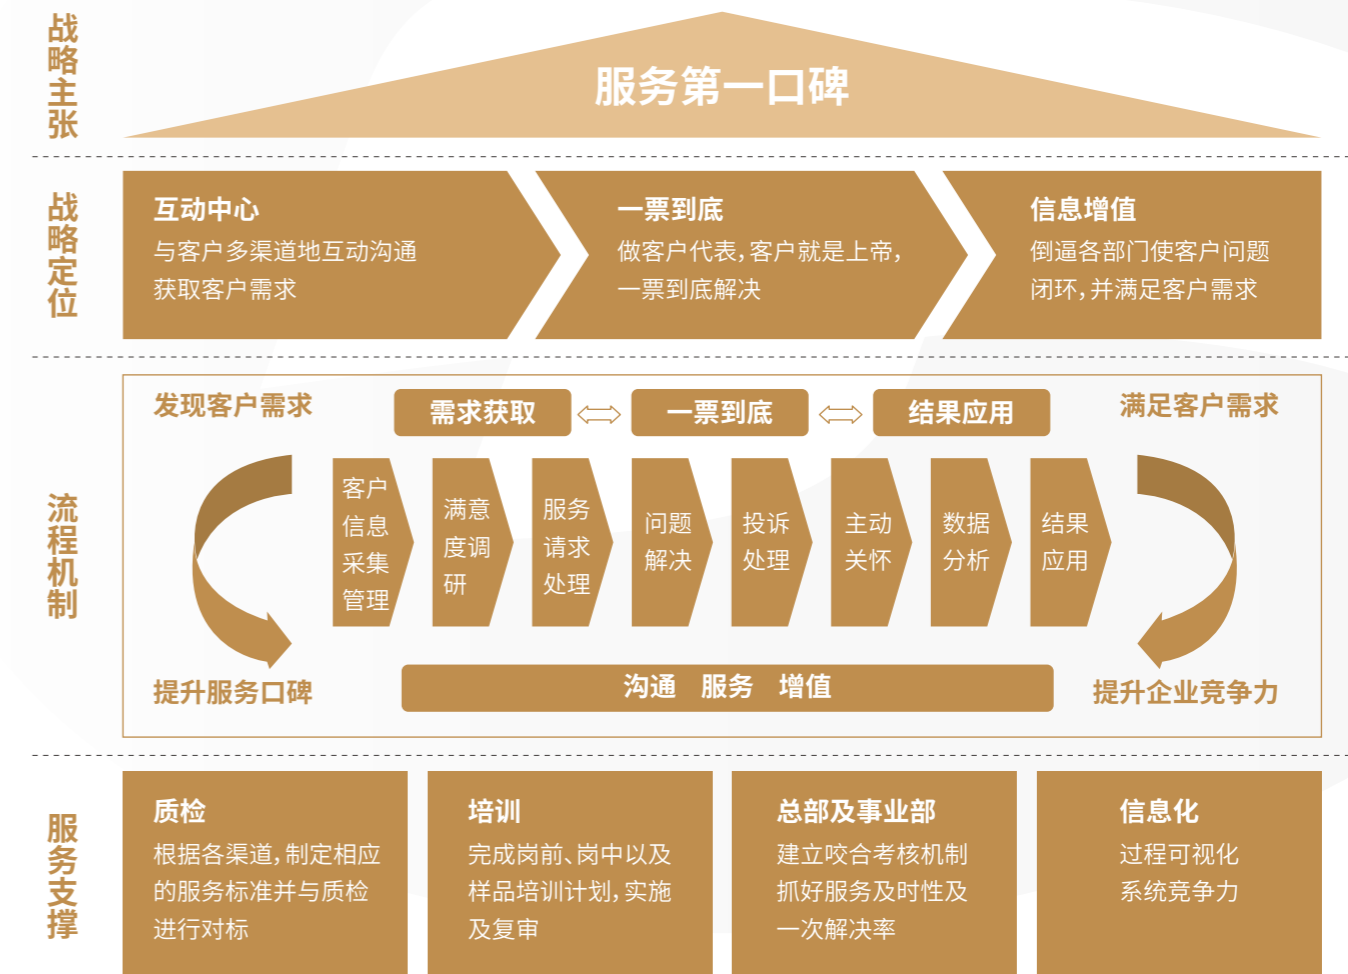 战略主张
服务第一口碑
战略定位
互动中心
与客户多渠道地互动沟通
获取客户需求
一票到底
做客户代表，客户就是上帝，
一票到底解决
信息增值
倒逼各部门使客户问题
闭环，并满足客户需求
流程机制
发现客户需求
需求获取
一票到底
结果应用
满足客户需求
客户
信息
采集
管理
满意
度调
研
服务
请求
处理
问题
解决
投诉
处理
主动
关怀
数据
分析
结果
应用
提升服务口碑
沟通 服务 增值
提升企业竞争力
服务支撑
质检
根据各渠道，制定相应
的服务标准并与质检
进行对标
培训
完成岗前、岗中以及
样品培训计划，实施
及复审
总部及事业部
建立咬合考核机制
抓好服务及时性及
一次解决率
信息化
过程可视化
系统竞争力